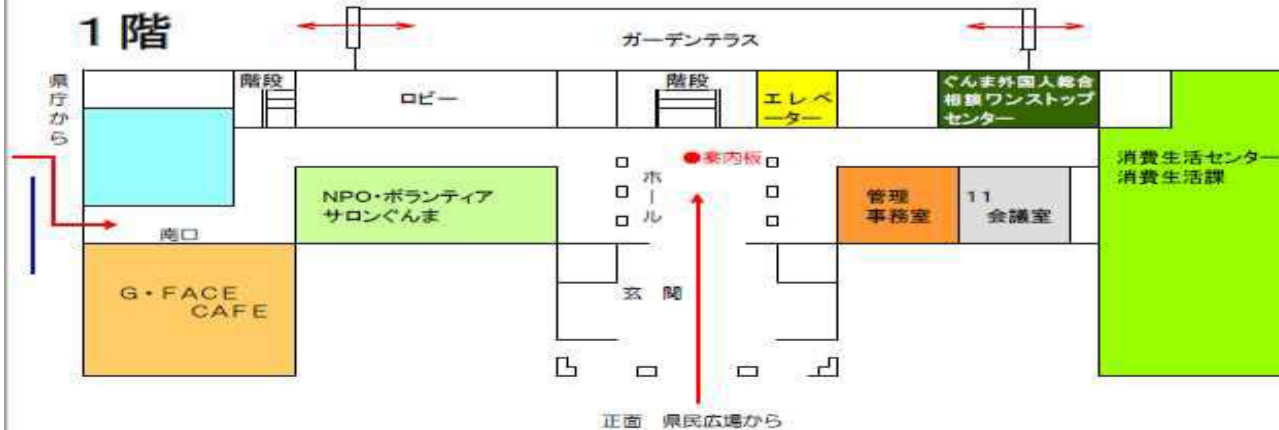 1階
ガーデンテラス
県庁から
階段
ロビー
階段
エレベ
ーター
ぐんま外国人総合
相談ワンストップ
センター
●案内板
ホール
消費生活センター
消費生活課
NPO・ボランティア
サロンぐんま
管理
事務室
11
会議室
南口
G・FACE
CAFE
玄関
正面 県民広場から